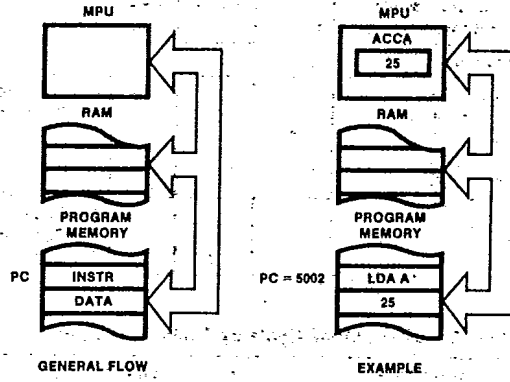 MPU
RAM
PROGRAM
MEMORY
PC
INSTR
DATA
GENERAL FLOW
MPU
ACCA
25
RAM
PROGRAM
MEMORY
PC = 5002
LDA A
25
EXAMPLE